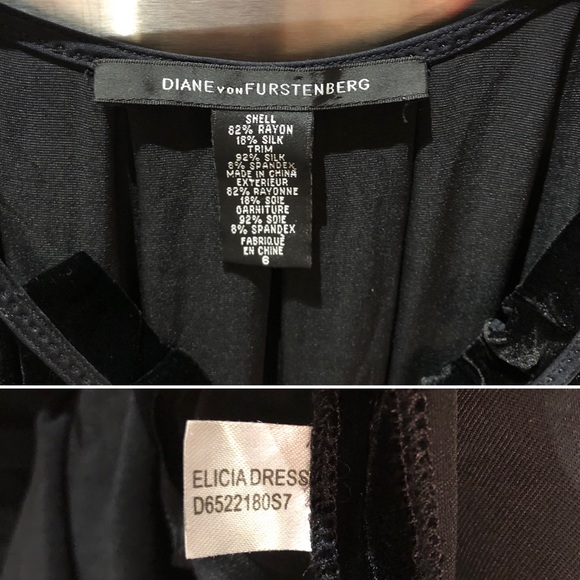 DIANE VON FURSTENBERG
SHELL
82% RAYON
18% SILK
TRIM
92% SILK
8% SPANDEX
MADE IN CHINA
EXTERIEUR
82% RAYONNE
18% SOIE
GARNITURE
92% SOIE
8% SPANDEX
FABRIQUÉ
EN CHINE
6
ELICIA DRESS
D6522180S7